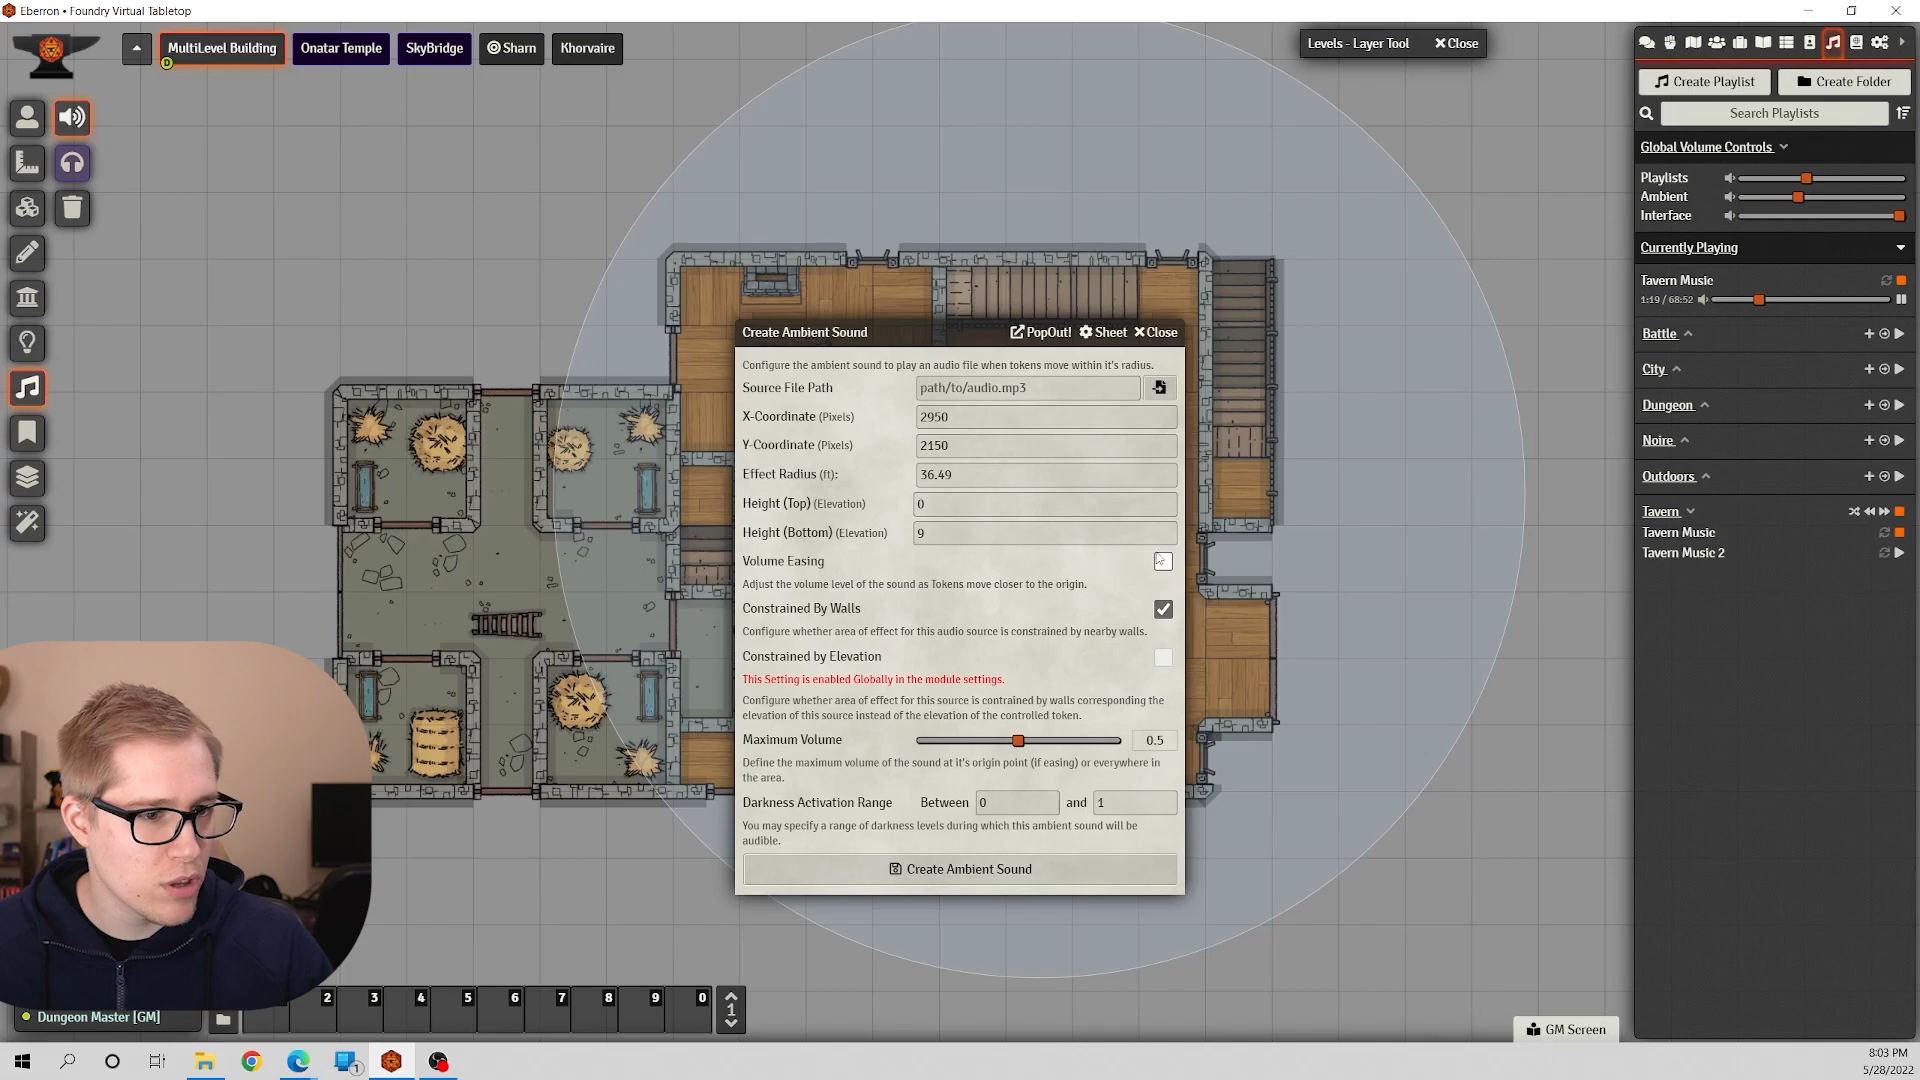 Eberron • Foundry Virtual Tabletop
MultiLevel Building
D
Onatar Temple
SkyBridge
Sharn
Khorvaire
Levels - Layer Tool
Close
Create Playlist
Create Folder
Search Playlists
Global Volume Controls
Playlists
Ambient
Interface
Currently Playing
Tavern Music
1:19 / 68:52
Battle
City
Dungeon
Noire
Outdoors
Tavern
Tavern Music
Tavern Music 2
Create Ambient Sound
PopOut!
Sheet
Close
Configure the ambient sound to play an audio file when tokens move within it's radius.
Source File Path
path/to/audio.mp3
X-Coordinate (Pixels)
2950
Y-Coordinate (Pixels)
2150
Effect Radius (ft):
36.49
Height (Top) (Elevation)
0
Height (Bottom) (Elevation)
9
Volume Easing
Adjust the volume level of the sound as Tokens move closer to the origin.
Constrained By Walls
Configure whether area of effect for this audio source is constrained by nearby walls.
Constrained by Elevation
This Setting is enabled Globally in the module settings.
Configure whether area of effect for this source is contrained by walls corresponding the
elevation of this source instead of the elevation of the controlled token.
Maximum Volume
0.5
Define the maximum volume of the sound at it's origin point (if easing) or everywhere in
the area.
Darkness Activation Range
Between
0
and
1
You may specify a range of darkness levels during which this ambient sound will be
audible.
Create Ambient Sound
2 3 4 5 6 7 8 9 0
1
Dungeon Master [GM]
GM Screen
1
8:03 PM
5/28/2022